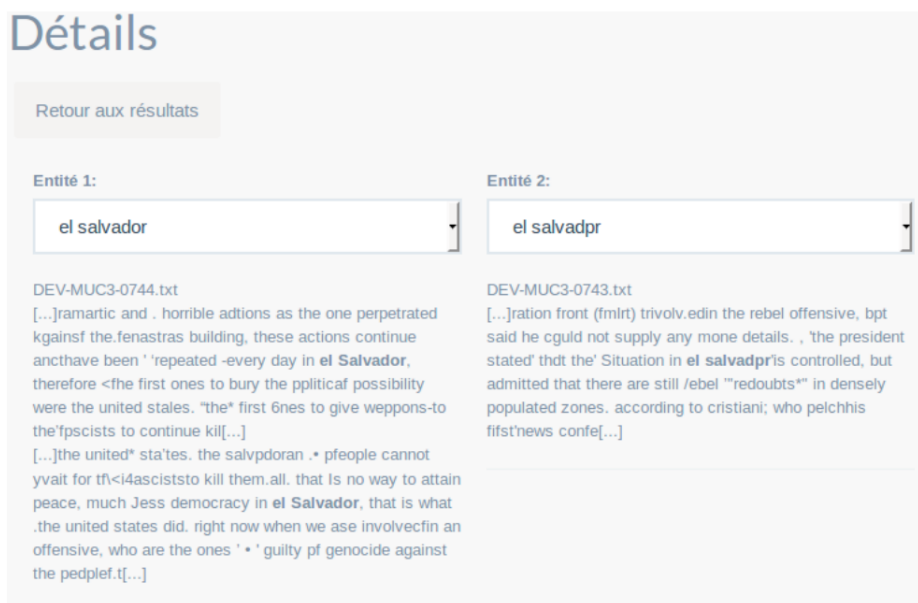 Détails
Retour aux résultats
Entité 1:
el salvador
DEV-MUC3-0744.txt
[...]ramartic and . horrible adtions as the one perpetrated
kgainsf the.fenastras building, these actions continue
ancthave been ' 'repeated -every day in el Salvador,
therefore <fhe first ones to bury the ppliticaf possibility
were the united stales. "the* first 6nes to give weppons-to
the'fpscists to continue kil[...]
[...]the united* sta'tes. the salvpdoran .• pfeople cannot
yvait for tf\<i4asciststo kill them.all. that Is no way to attain
peace, much Jess democracy in el Salvador, that is what
.the united states did. right now when we ase involvecfin an
offensive, who are the ones ' • ' guilty pf genocide against
the pedplef.t[...]
Entité 2:
el salvadpr
DEV-MUC3-0743.txt
[...]ration front (fmlrt) trivolv.edin the rebel offensive, bpt
said he cguld not supply any mone details. , 'the president
stated' thdt the' Situation in el salvadpr'is controlled, but
admitted that there are still /ebel '"redoubts*" in densely
populated zones. according to cristiani; who pelchhis
fifst'news confe[...]